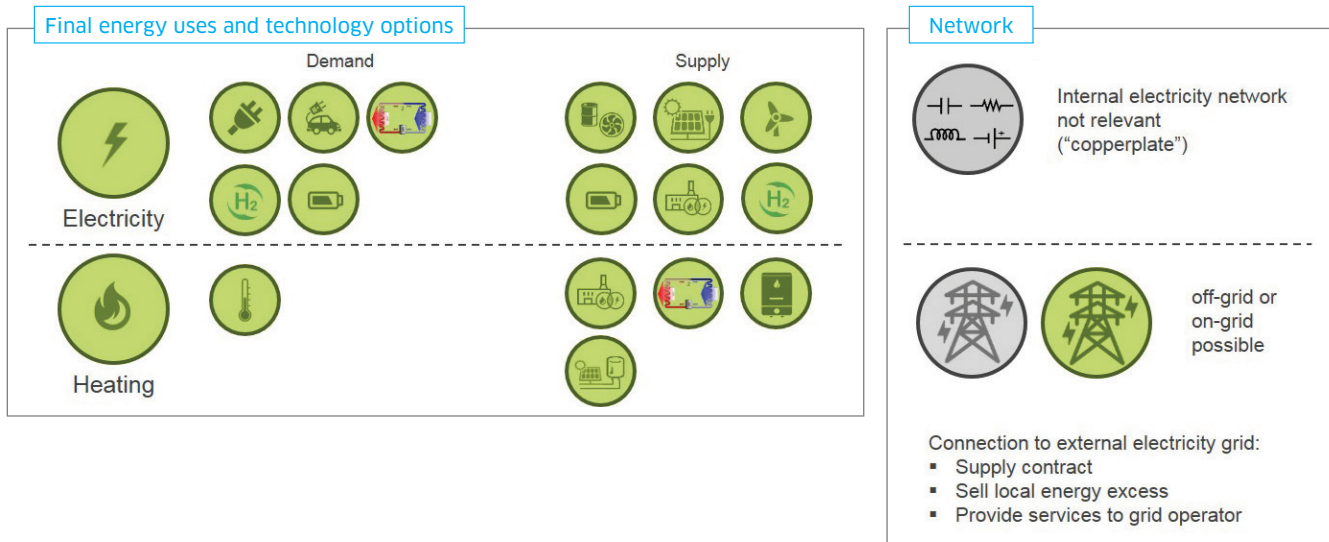 Final energy uses and technology options
Demand
Supply
H2
H2
Electricity
Heating
Network
Internal electricity network
not relevant
(“copperplate”)
off-grid or
on-grid
possible
Connection to external electricity grid:
▪ Supply contract
▪ Sell local energy excess
▪ Provide services to grid operator